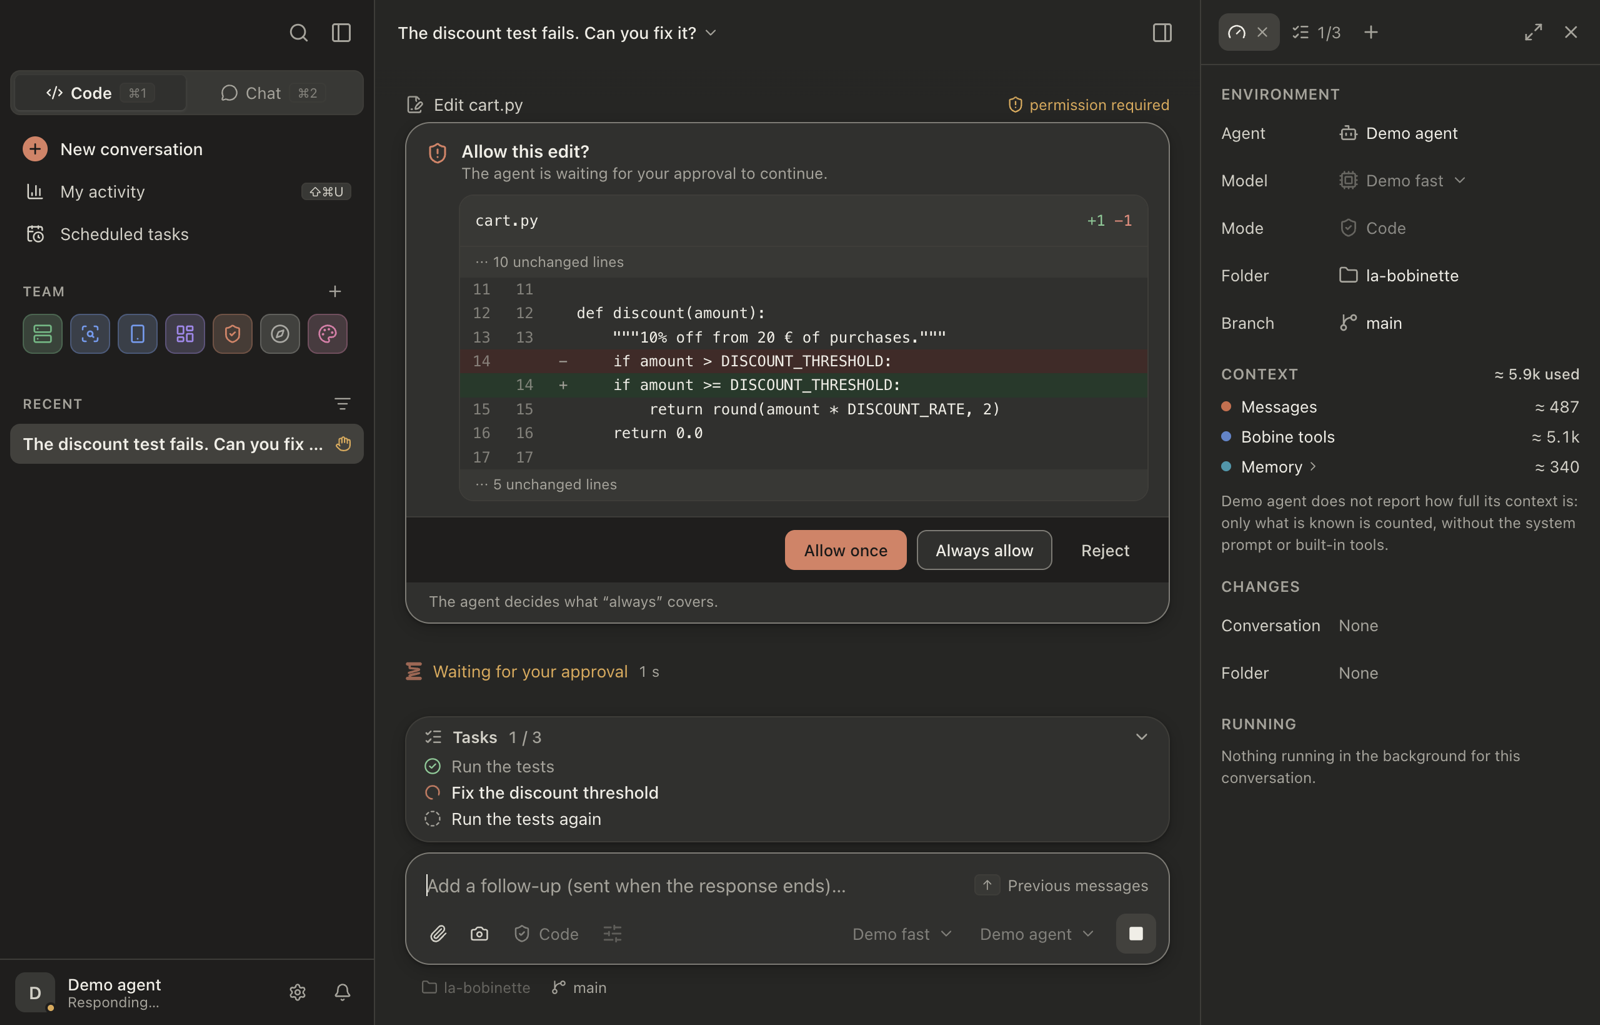 Code ⌘1
Chat ⌘2
New conversation
My activity ⇧⌘U
Scheduled tasks
TEAM
RECENT
The discount test fails. Can you fix ...
D
Demo agent
Responding...
The discount test fails. Can you fix it?
Edit cart.py
permission required
Allow this edit?
The agent is waiting for your approval to continue.
cart.py +1 −1
··· 10 unchanged lines
11 11
12 12 def discount(amount):
13 13 """10% off from 20 € of purchases."""
14 − if amount > DISCOUNT_THRESHOLD:
14 + if amount >= DISCOUNT_THRESHOLD:
15 15 return round(amount * DISCOUNT_RATE, 2)
16 16 return 0.0
17 17
··· 5 unchanged lines
Allow once Always allow Reject
The agent decides what “always” covers.
Waiting for your approval 1 s
Tasks 1 / 3
Run the tests
Fix the discount threshold
Run the tests again
Add a follow-up (sent when the response ends)...
↑ Previous messages
Code Demo fast Demo agent
la-bobinette main
1/3
ENVIRONMENT
Agent Demo agent
Model Demo fast
Mode Code
Folder la-bobinette
Branch main
CONTEXT ≈ 5.9k used
Messages ≈ 487
Bobine tools ≈ 5.1k
Memory ≈ 340
Demo agent does not report how full its context is:
only what is known is counted, without the system
prompt or built-in tools.
CHANGES
Conversation None
Folder None
RUNNING
Nothing running in the background for this
conversation.